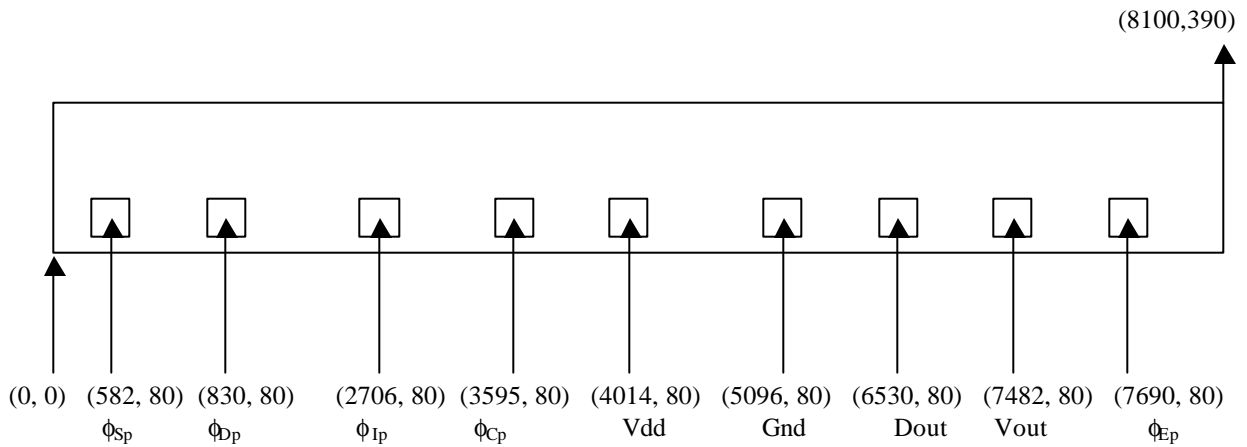 (8100,390)
(0, 0) (582, 80) (830, 80) (2706, 80) (3595, 80) (4014, 80) (5096, 80) (6530, 80) (7482, 80) (7690, 80)
ϕSp ϕDp ϕIp ϕCp Vdd Gnd Dout Vout ϕEp